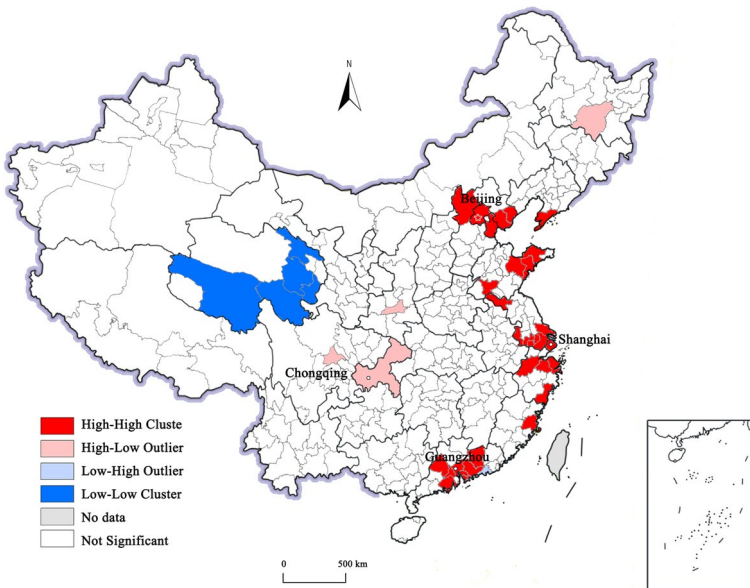 N
Beijing
Shanghai
Chongqing
Guangzhou
High-High Cluste
High-Low Outlier
Low-High Outlier
Low-Low Cluster
No data
Not Significant
0 500 km